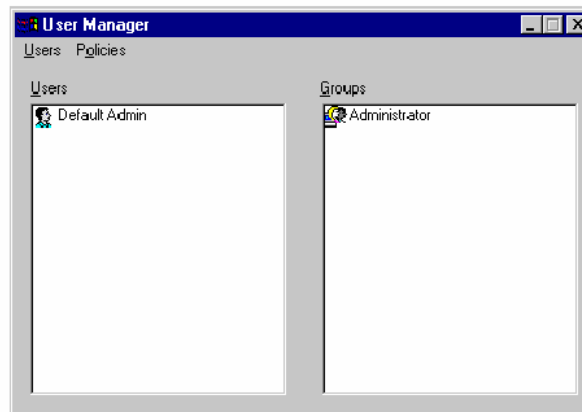 User Manager
Users Policies
Users Groups
Default Admin Administrator